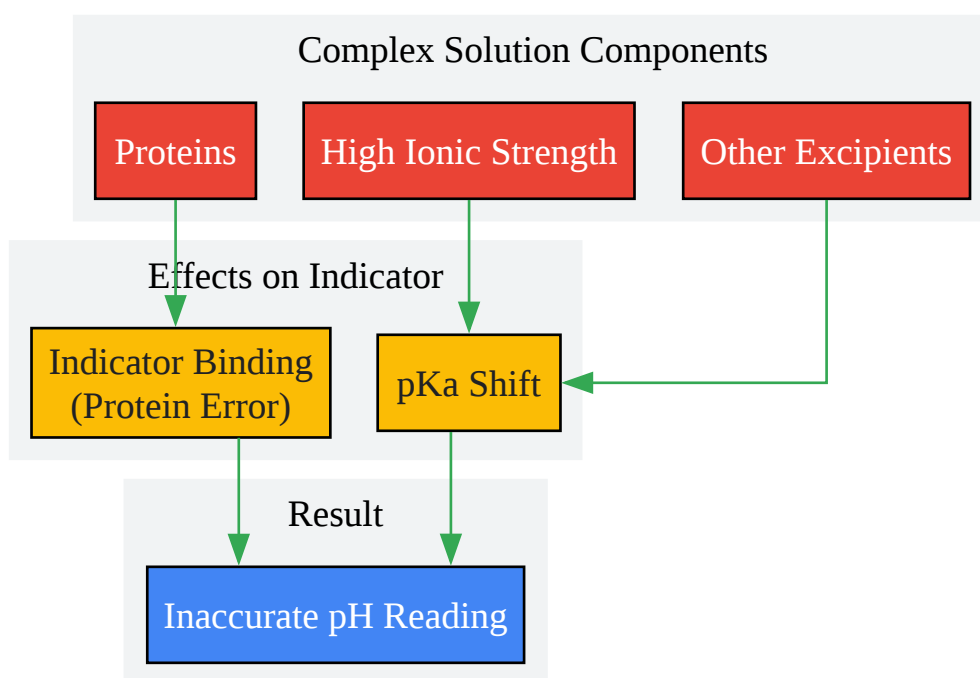 Complex Solution Components
Proteins
High Ionic Strength
Other Excipients
Effects on Indicator
Indicator Binding
(Protein Error)
pKa Shift
Result
Inaccurate pH Reading